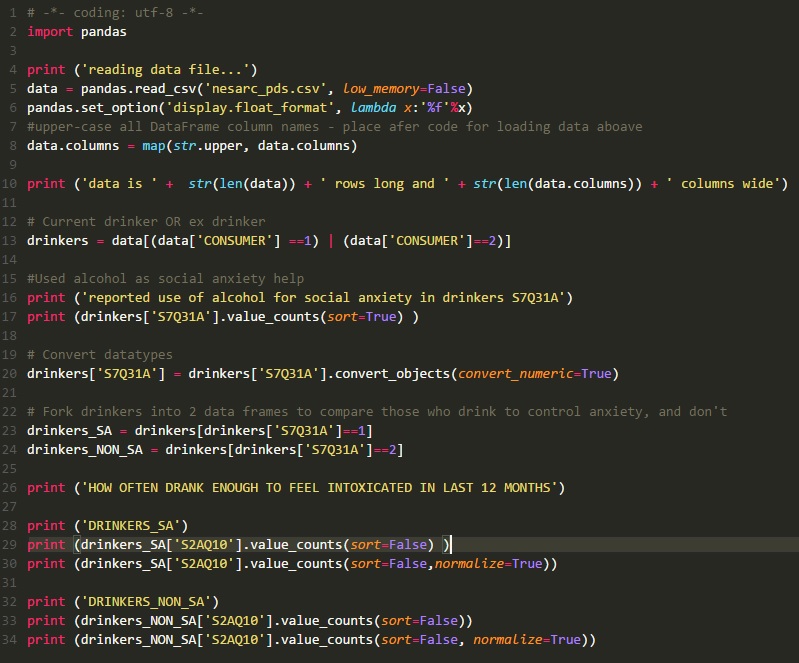 1 # -*- coding: utf-8 -*-
2 import pandas
3
4 print ('reading data file...')
5 data = pandas.read_csv('nesarc_pds.csv', low_memory=False)
6 pandas.set_option('display.float_format', lambda x:'%f'%x)
7 #upper-case all DataFrame column names - place afer code for loading data aboave
8 data.columns = map(str.upper, data.columns)
9
10 print ('data is ' +  str(len(data)) + ' rows long and ' + str(len(data.columns)) + ' columns wide')
11
12 # Current drinker OR ex drinker
13 drinkers = data[(data['CONSUMER'] ==1) | (data['CONSUMER']==2)]
14
15 #Used alcohol as social anxiety help
16 print ('reported use of alcohol for social anxiety in drinkers S7Q31A')
17 print (drinkers['S7Q31A'].value_counts(sort=True) )
18
19 # Convert datatypes
20 drinkers['S7Q31A'] = drinkers['S7Q31A'].convert_objects(convert_numeric=True)
21
22 # Fork drinkers into 2 data frames to compare those who drink to control anxiety, and don't
23 drinkers_SA = drinkers[drinkers['S7Q31A']==1]
24 drinkers_NON_SA = drinkers[drinkers['S7Q31A']==2]
25
26 print ('HOW OFTEN DRANK ENOUGH TO FEEL INTOXICATED IN LAST 12 MONTHS')
27
28 print ('DRINKERS_SA')
29 print (drinkers_SA['S2AQ10'].value_counts(sort=False) )
30 print (drinkers_SA['S2AQ10'].value_counts(sort=False,normalize=True))
31
32 print ('DRINKERS_NON_SA')
33 print (drinkers_NON_SA['S2AQ10'].value_counts(sort=False))
34 print (drinkers_NON_SA['S2AQ10'].value_counts(sort=False, normalize=True))